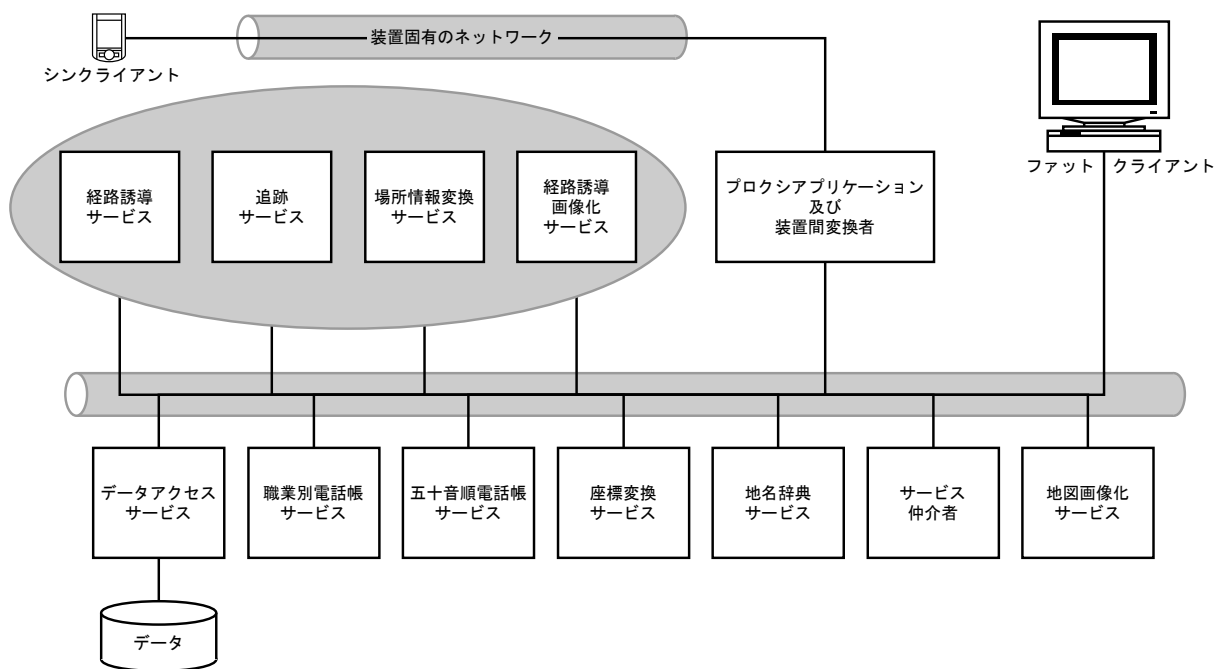 装置固有のネットワーク
シンクライアント
ファット クライアント
経路誘導
サービス
追跡
サービス
場所情報変換
サービス
経路誘導
画像化
サービス
プロクシアプリケーション
及び
装置間変換者
データアクセス
サービス
職業別電話帳
サービス
五十音順電話帳
サービス
座標変換
サービス
地名辞典
サービス
サービス
仲介者
地図画像化
サービス
データ